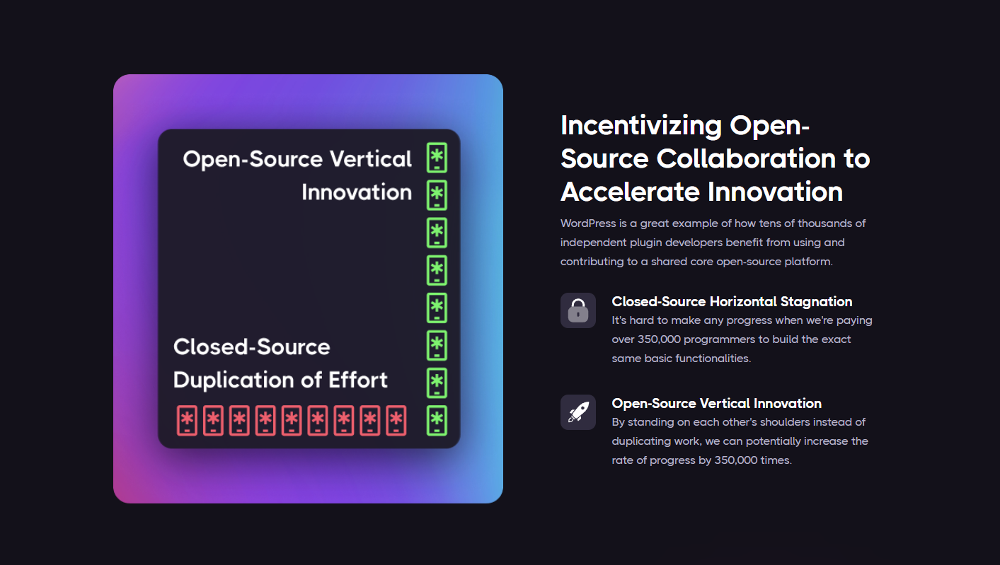 Open-Source Vertical
Innovation
Closed-Source
Duplication of Effort
Incentivizing Open-
Source Collaboration to
Accelerate Innovation
WordPress is a great example of how tens of thousands of
independent plugin developers benefit from using and
contributing to a shared core open-source platform.
Closed-Source Horizontal Stagnation
It's hard to make any progress when we're paying
over 350,000 programmers to build the exact
same basic functionalities.
Open-Source Vertical Innovation
By standing on each other's shoulders instead of
duplicating work, we can potentially increase the
rate of progress by 350,000 times.